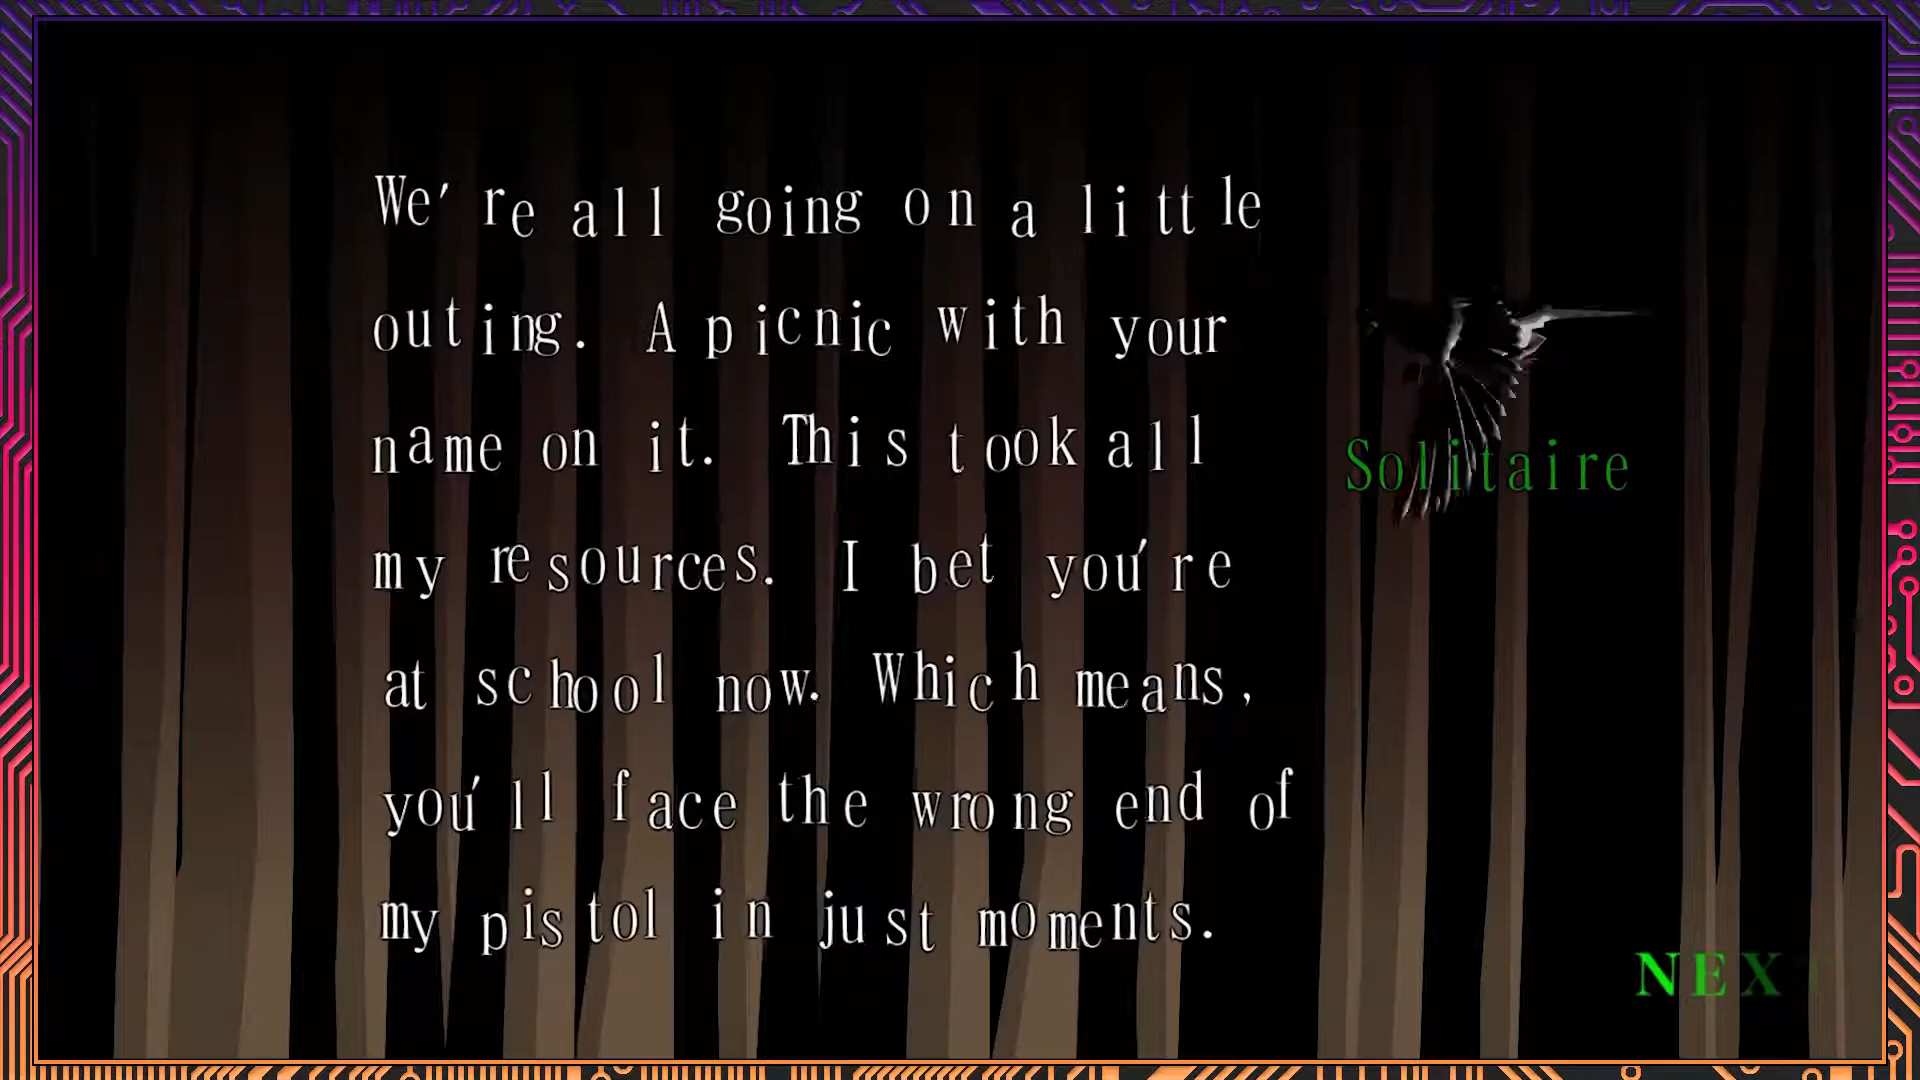 We're all going on a little
outing. A picnic with your
name on it. This took all
my resources. I bet you're
at school now. Which means,
you'll face the wrong end of
my pistol in just moments.
Solitaire
NEXT